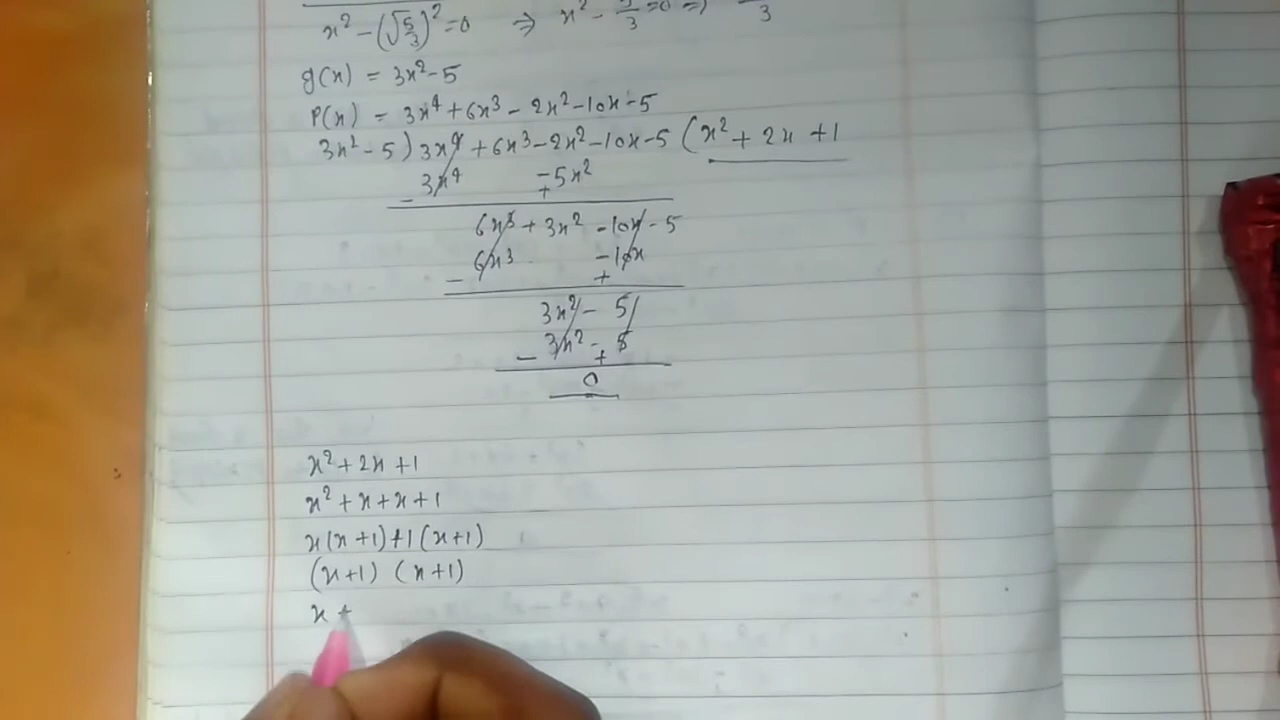 x² - (√5/3)² = 0 ⇒ x² - 5/3 = 0 ⇒ 3
g(x) = 3x² - 5
P(x) = 3x⁴ + 6x³ - 2x² - 10x - 5
3x² - 5 ) 3x⁴ + 6x³ - 2x² - 10x - 5 ( x² + 2x + 1
3x⁴ - 5x²
- +
6x³ + 3x² - 10x - 5
6x³ - 10x
- +
3x² - 5
3x² - 5
- +
0
x² + 2x + 1
x² + x + x + 1
x(x + 1) + 1(x + 1)
(x + 1) (x + 1)
x +